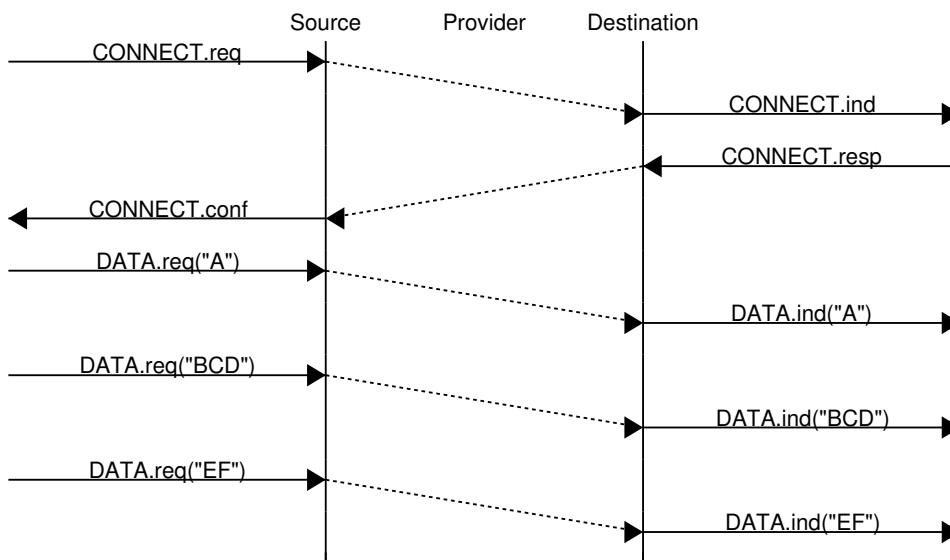 Source Provider Destination
CONNECT.req
CONNECT.ind
CONNECT.resp
CONNECT.conf
DATA.req("A")
DATA.ind("A")
DATA.req("BCD")
DATA.ind("BCD")
DATA.req("EF")
DATA.ind("EF")